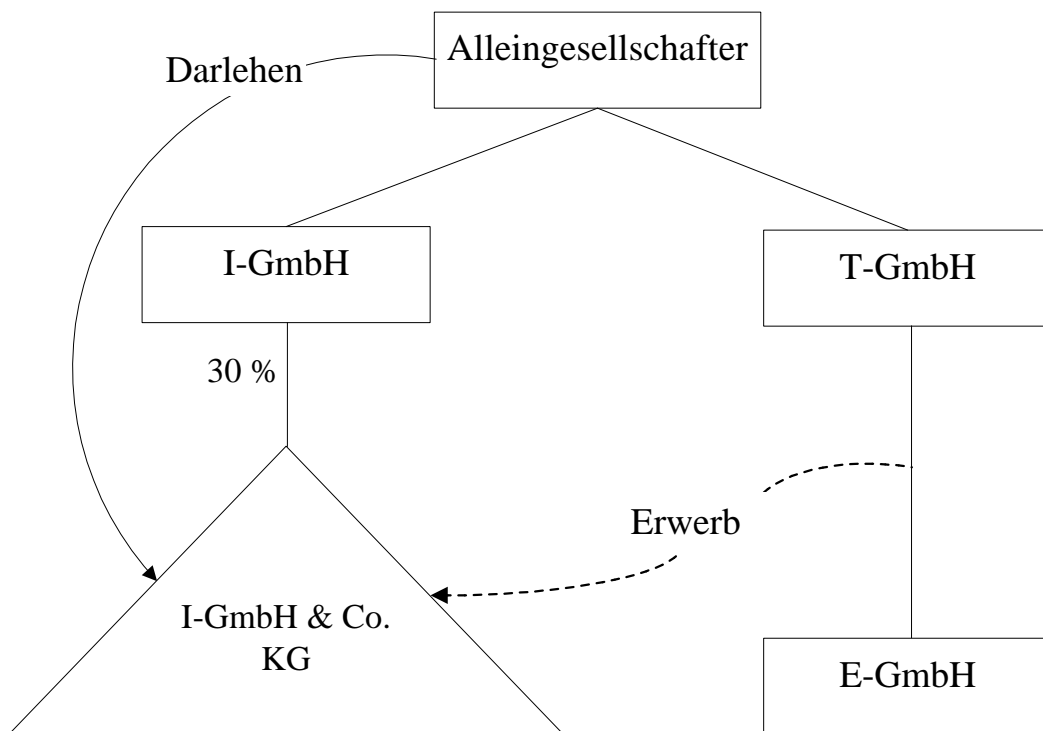 Alleingesellschafter
Darlehen
I-GmbH
T-GmbH
30 %
Erwerb
I-GmbH & Co.
KG
E-GmbH